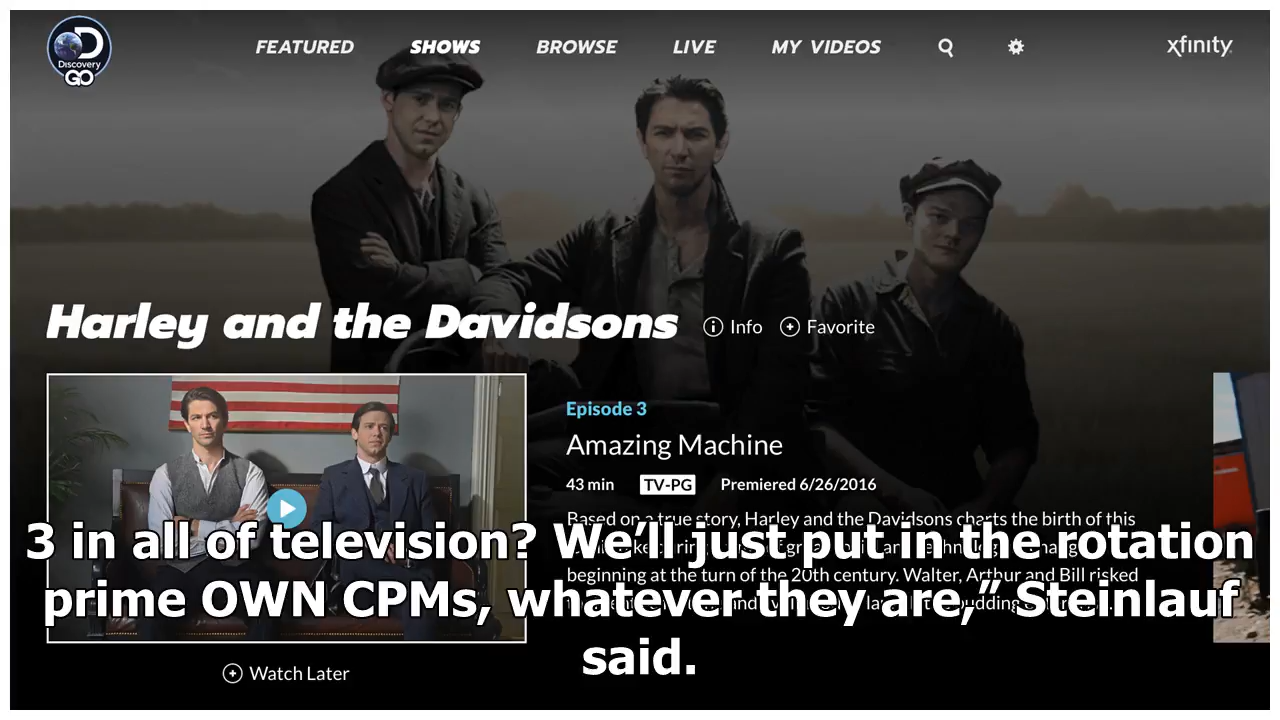 Discovery
GO
FEATURED SHOWS BROWSE LIVE MY VIDEOS
xfinity
Harley and the Davidsons
Info
Favorite
Episode 3
Amazing Machine
43 min TV-PG Premiered 6/26/2016
Based on a true story, Harley and the Davidsons charts the birth of this
beginning at the turn of the 20th century. Walter, Arthur and Bill risked
3 in all of television? We’ll just put in the rotation
prime OWN CPMs, whatever they are,” Steinlauf
said.
Watch Later